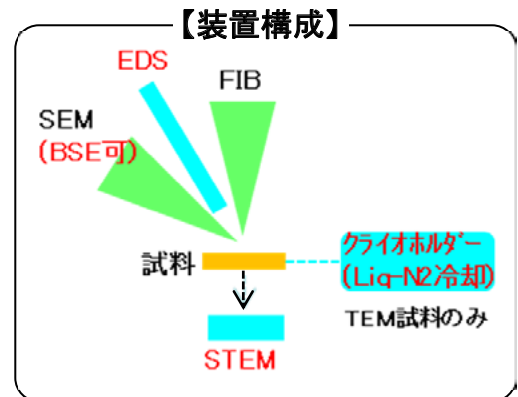 【装置構成】
EDS
FIB
SEM
(BSE可)
試料
クライオホルダー
(Liq-N2冷却)
TEM試料のみ
STEM